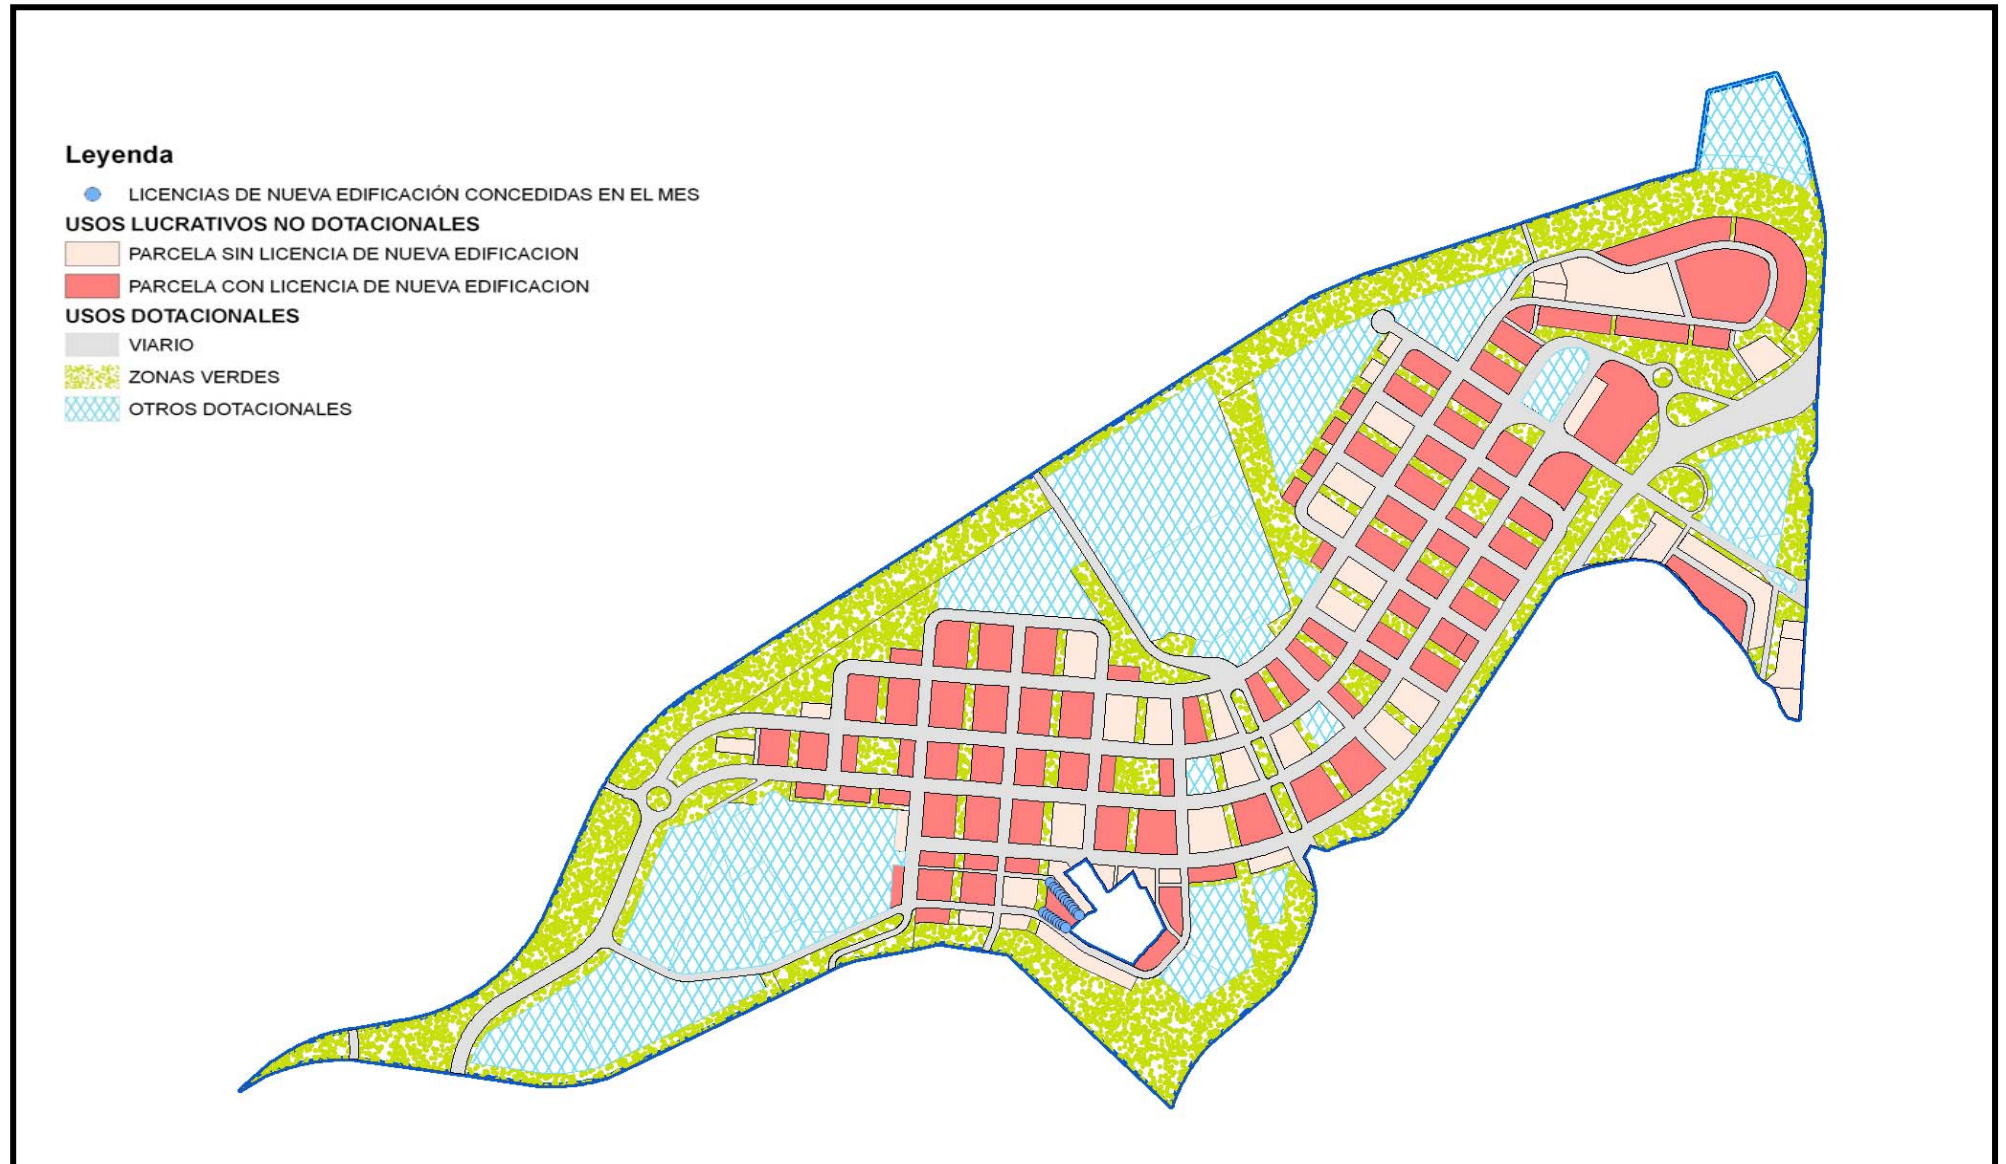 Leyenda
LICENCIAS DE NUEVA EDIFICACIÓN CONCEDIDAS EN EL MES
USOS LUCRATIVOS NO DOTACIONALES
PARCELA SIN LICENCIA DE NUEVA EDIFICACION
PARCELA CON LICENCIA DE NUEVA EDIFICACION
USOS DOTACIONALES
VIARIO
ZONAS VERDES
OTROS DOTACIONALES